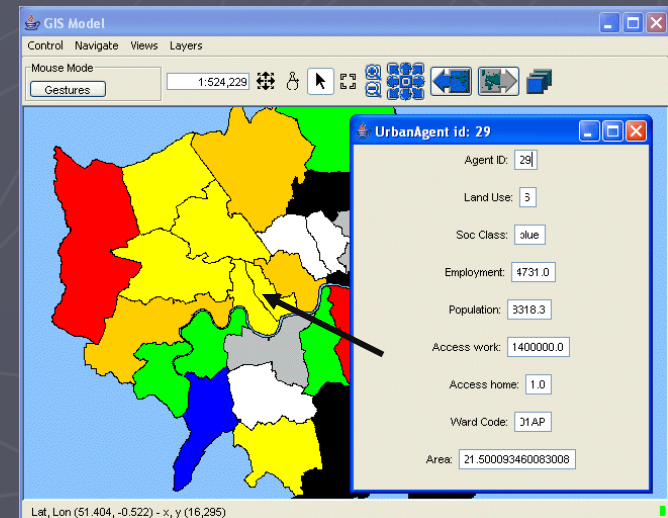 GIS Model
Control Navigate Views Layers
Mouse Mode
Gestures
1:524,229
UrbanAgent id: 29
Agent ID: 29
Land Use:
Soc Class:
Employment: 4731.0
Population:
Access work: 1400000.0
Access home: 1.0
Ward Code:
Area: 21.500093460083008
Lat, Lon (51.404, -0.522) - x, y (16,295)